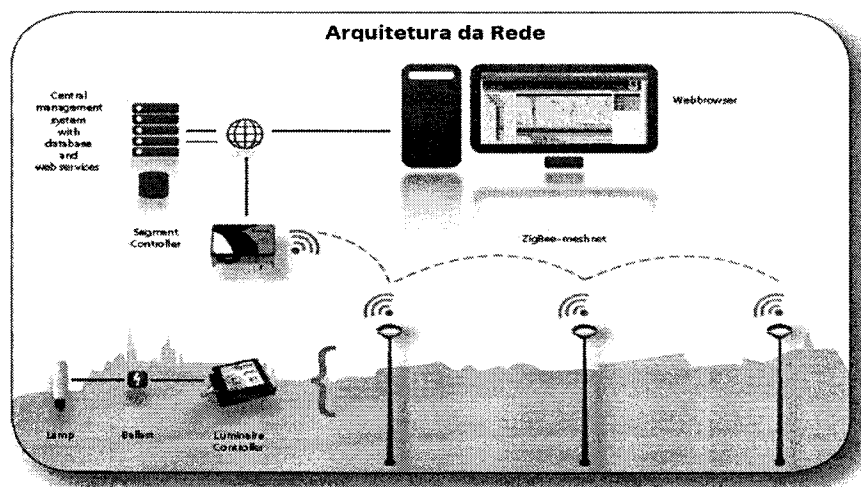 Arquitetura da Rede
Central
management
system
with
database
and
web services
Webbrowser
Segment
Controller
ZigBee-meshnet
Lamp
Ballast
Luminaire
Controller